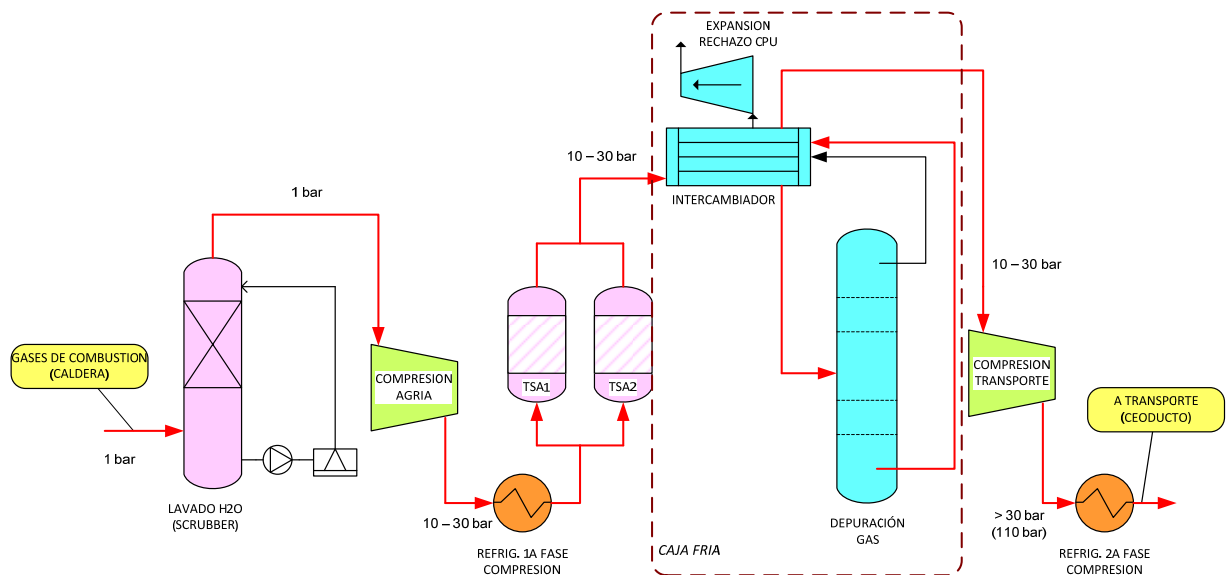 EXPANSION
RECHAZO CPU
10 – 30 bar
1 bar
INTERCAMBIADOR
10 – 30 bar
GASES DE COMBUSTION
(CALDERA)
COMPRESION
AGRIA
TSA1
TSA2
COMPRESION
TRANSPORTE
A TRANSPORTE
(CEODUCTO)
1 bar
LAVADO H2O
(SCRUBBER)
10 – 30 bar
REFRIG. 1A FASE
COMPRESION
CAJA FRIA
DEPURACIÓN
GAS
> 30 bar
(110 bar)
REFRIG. 2A FASE
COMPRESION